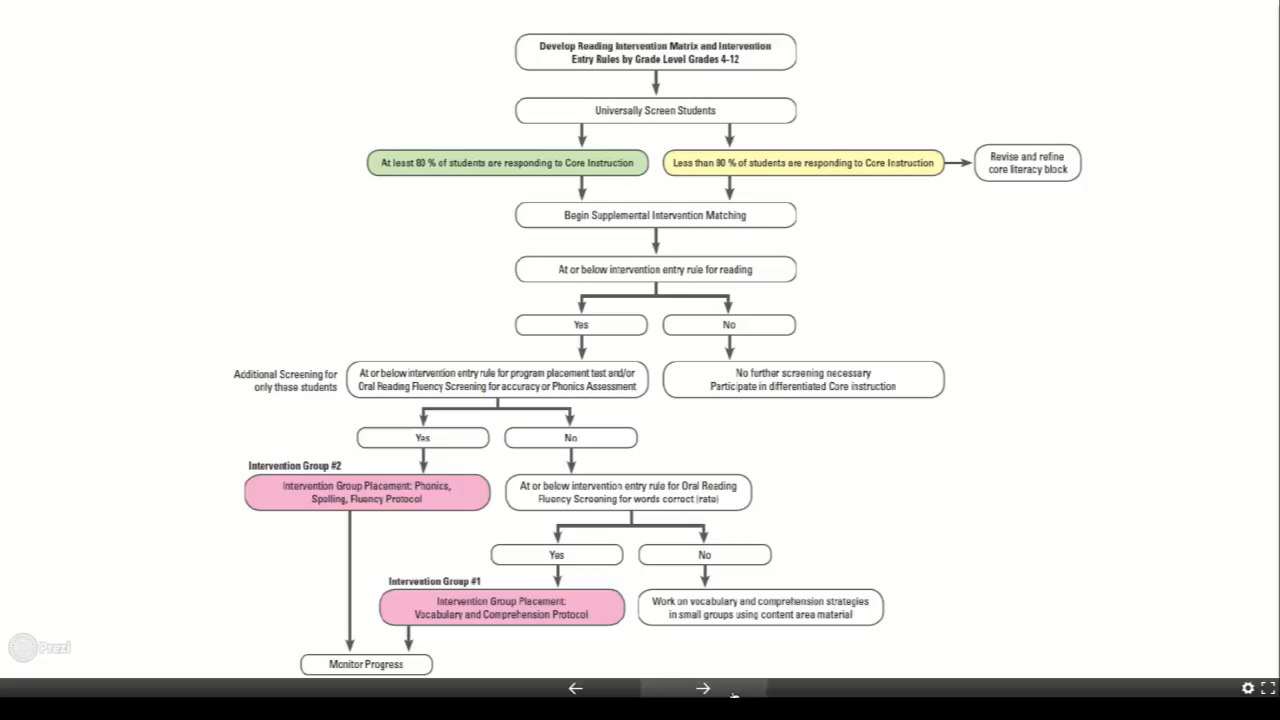 Develop Reading Intervention Matrix and Intervention
Entry Rules by Grade Level Grades 4-12
Universally Screen Students
At least 80 % of students are responding to Core Instruction
Less than 80 % of students are responding to Core Instruction
Revise and refine
core literacy block
Begin Supplemental Intervention Matching
At or below intervention entry rule for reading
Yes
No
Additional Screening for
only these students
At or below intervention entry rule for program placement test and/or
Oral Reading Fluency Screening for accuracy or Phonics Assessment
No further screening necessary
Participate in differentiated Core instruction
Yes
No
Intervention Group #2
Intervention Group Placement: Phonics,
Spelling, Fluency Protocol
At or below intervention entry rule for Oral Reading
Fluency Screening for words correct (rate)
Yes
No
Intervention Group #1
Intervention Group Placement:
Vocabulary and Comprehension Protocol
Work on vocabulary and comprehension strategies
in small groups using content area material
Prezi
Monitor Progress